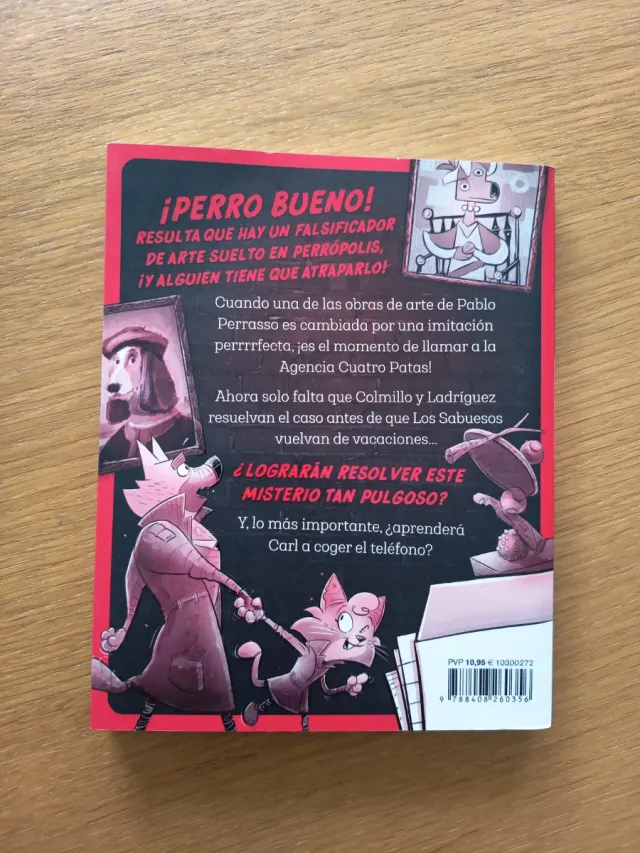 ¡PERRO BUENO!
RESULTA QUE HAY UN FALSIFICADOR
DE ARTE SUELTO EN PERRÓPOLIS,
¡Y ALGUIEN TIENE QUE ATRAPARLO!
Cuando una de las obras de arte de Pablo
Perrasso es cambiada por una imitación
perrrrfecta, ¡es el momento de llamar a la
Agencia Cuatro Patas!
Ahora solo falta que Colmillo y Ladríguez
resuelvan el caso antes de que Los Sabuesos
vuelvan de vacaciones...
¿LOGRARÁN RESOLVER ESTE
MISTERIO TAN PULGOSO?
Y, lo más importante, ¿aprenderá
Carl a coger el teléfono?
PVP 10,95 € 10300272
9 788408 260356